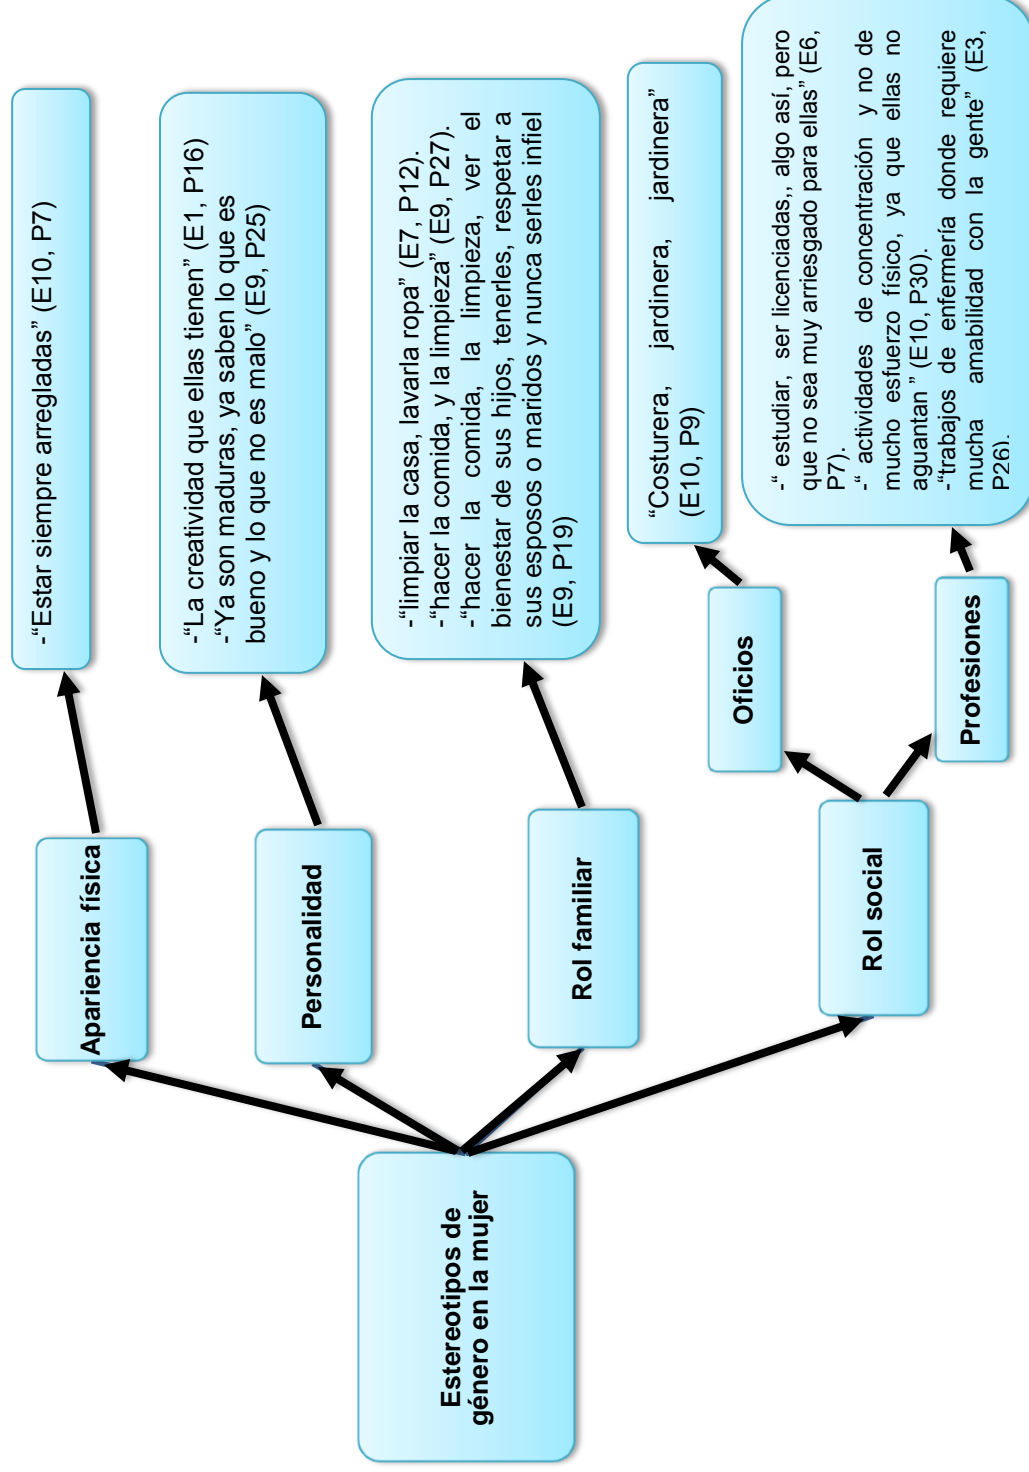 Estereotipos de
género en la mujer
Apariencia física
-“Estar siempre arregladas” (E10, P7)
Personalidad
-“La creatividad que ellas tienen” (E1, P16)
-“Ya son maduras, ya saben lo que es
bueno y lo que no es malo” (E9, P25)
Rol familiar
-“limpiar la casa, lavarla ropa” (E7, P12).
-“hacer la comida, y la limpieza” (E9, P27).
-“hacer la comida, la limpieza, ver el
bienestar de sus hijos, tenerles, respetar a
sus esposos o maridos y nunca serles infiel
(E9, P19)
Rol social
Oficios
“Costurera, jardinera, jardinera”
(E10, P9)
Profesiones
-“ estudiar, ser licenciadas,, algo así, pero
que no sea muy arriesgado para ellas” (E6,
P7).
-“ actividades de concentración y no de
mucho esfuerzo físico, ya que ellas no
aguantan ” (E10, P30).
-“trabajos de enfermería donde requiere
mucha amabilidad con la gente” (E3,
P26).